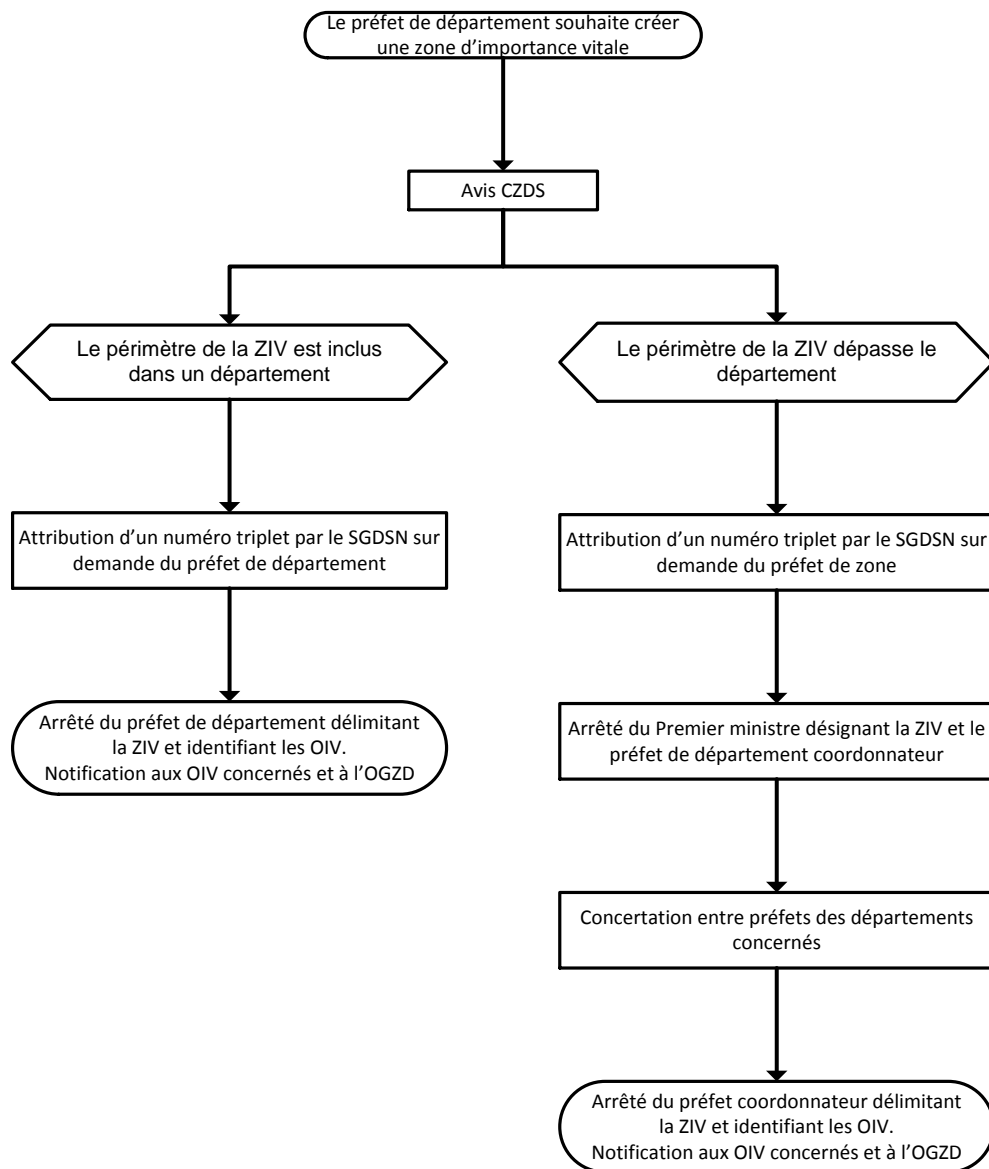 Le préfet de département souhaite créer
une zone d'importance vitale
Avis CZDS
Le périmètre de la ZIV est inclus
dans un département
Le périmètre de la ZIV dépasse le
département
Attribution d'un numéro triplet par le SGDSN sur
demande du préfet de département
Attribution d'un numéro triplet par le SGDSN sur
demande du préfet de zone
Arrêté du préfet de département délimitant
la ZIV et identifiant les OIV.
Notification aux OIV concernés et à l'OGZD
Arrêté du Premier ministre désignant la ZIV et le
préfet de département coordonnateur
Concertation entre préfets des départements
concernés
Arrêté du préfet coordonnateur délimitant
la ZIV et identifiant les OIV.
Notification aux OIV concernés et à l'OGZD